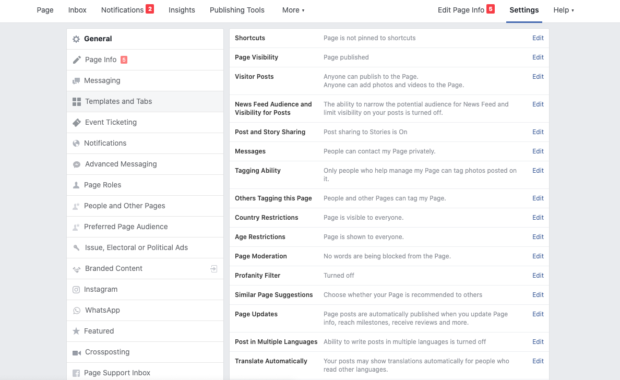 Page Inbox Notifications 2 Insights Publishing Tools More Edit Page Info Settings Help
General
Page Info
Messaging
Templates and Tabs
Event Ticketing
Notifications
Advanced Messaging
Page Roles
People and Other Pages
Preferred Page Audience
Issue, Electoral or Political Ads
Branded Content
Instagram
WhatsApp
Featured
Crossposting
Page Support Inbox
Shortcuts Page is not pinned to shortcuts Edit
Page Visibility Page published Edit
Visitor Posts Anyone can publish to the Page. Edit
Anyone can add photos and videos to the Page.
News Feed Audience and The ability to narrow the potential audience for News Feed and Edit
Visibility for Posts limit visibility on your posts is turned off.
Post and Story Sharing Post sharing to Stories is On Edit
Messages People can contact my Page privately. Edit
Tagging Ability Only people who help manage my Page can tag photos posted on Edit
it.
Others Tagging this Page People and other Pages can tag my Page. Edit
Country Restrictions Page is visible to everyone. Edit
Age Restrictions Page is shown to everyone. Edit
Page Moderation No words are being blocked from the Page. Edit
Profanity Filter Turned off Edit
Similar Page Suggestions Choose whether your Page is recommended to others Edit
Page Updates Page posts are automatically published when you update Page Edit
info, reach milestones, receive reviews and more.
Post in Multiple Languages Ability to write posts in multiple languages is turned off Edit
Translate Automatically Your posts may show translations automatically for people who Edit
read other languages.